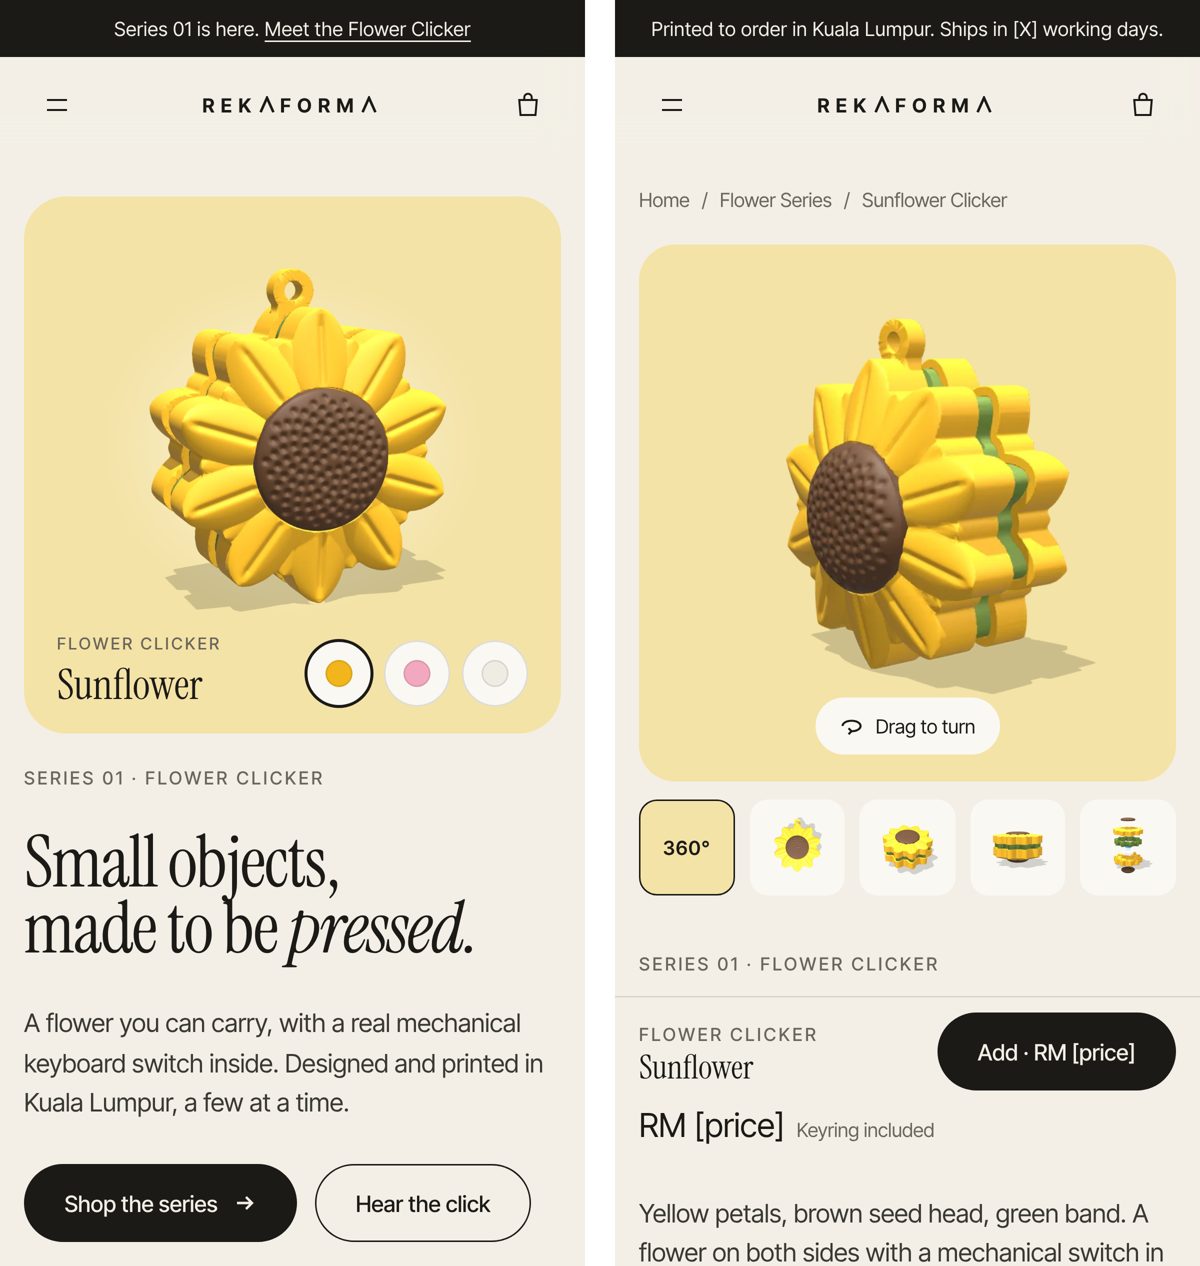 Series 01 is here. Meet the Flower Clicker
REKAFORMA
FLOWER CLICKER
Sunflower
SERIES 01 · FLOWER CLICKER
Small objects,
made to be pressed.
A flower you can carry, with a real mechanical
keyboard switch inside. Designed and printed in
Kuala Lumpur, a few at a time.
Shop the series →
Hear the click
Printed to order in Kuala Lumpur. Ships in [X] working days.
REKAFORMA
Home / Flower Series / Sunflower Clicker
Drag to turn
360°
SERIES 01 · FLOWER CLICKER
FLOWER CLICKER
Sunflower
Add · RM [price]
RM [price] Keyring included
Yellow petals, brown seed head, green band. A
flower on both sides with a mechanical switch in